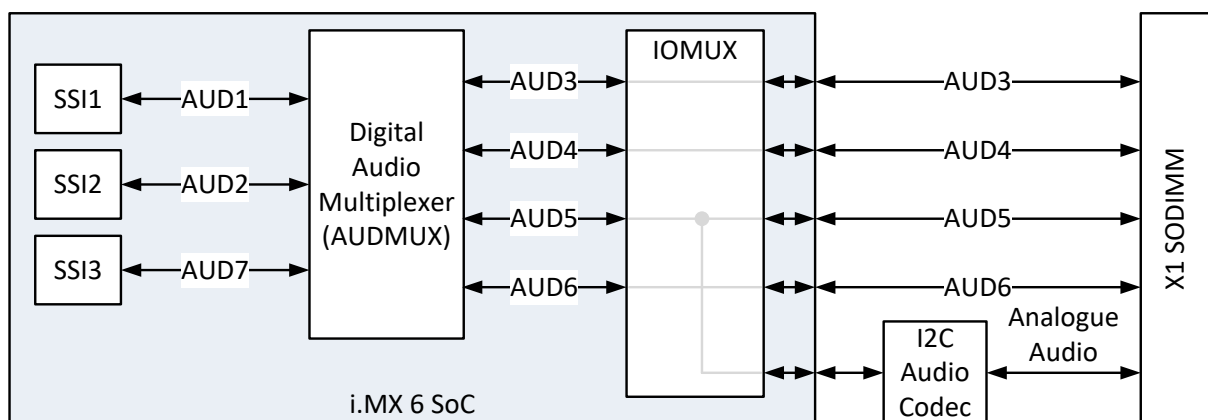 SSI1
AUD1
SSI2
AUD2
SSI3
AUD7
Digital
Audio
Multiplexer
(AUDMUX)
AUD3
AUD4
AUD5
AUD6
IOMUX
i.MX 6 SoC
AUD3
AUD4
AUD5
AUD6
I2C
Audio
Codec
Analogue
Audio
X1 SODIMM